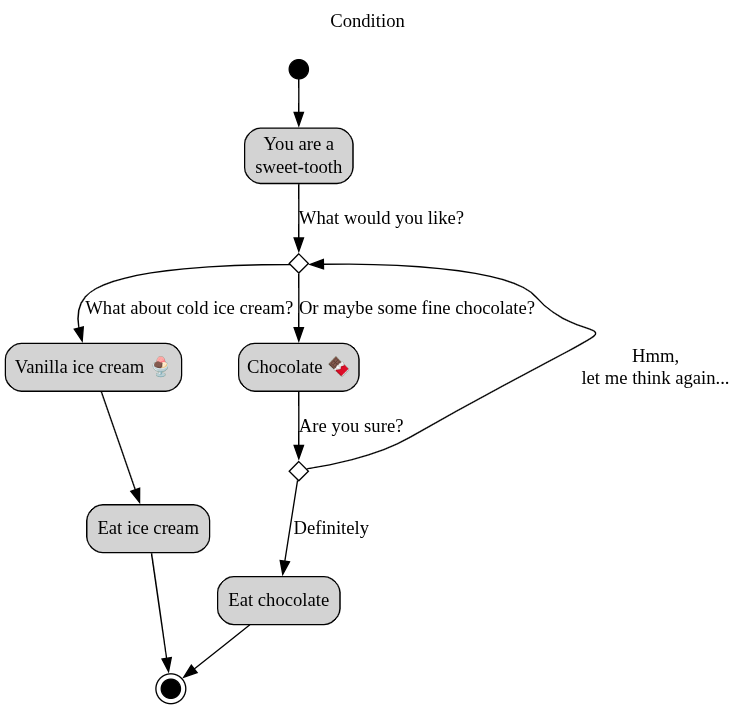 Condition
You are a
sweet-tooth
What would you like?
What about cold ice cream?
Or maybe some fine chocolate?
Vanilla ice cream 🍨
Chocolate 🍫
Hmm,
let me think again...
Are you sure?
Eat ice cream
Definitely
Eat chocolate